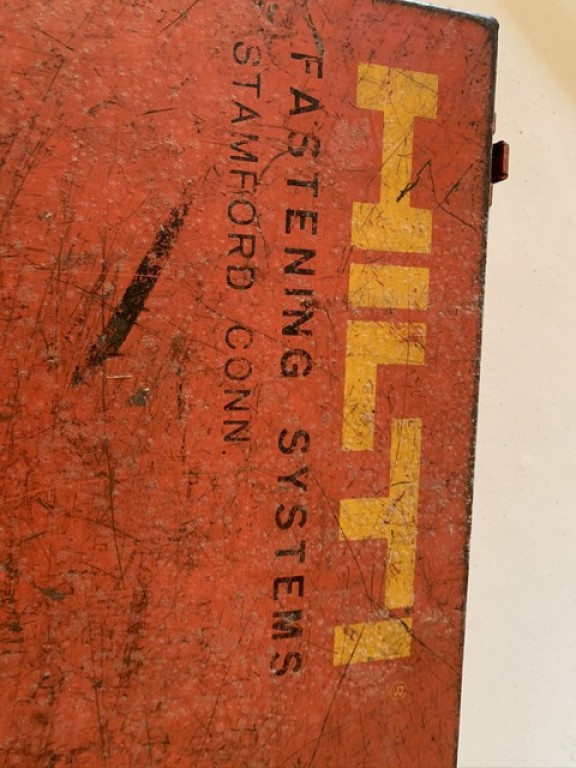 HILTI ®
FASTENING SYSTEMS
STAMFORD CONN.